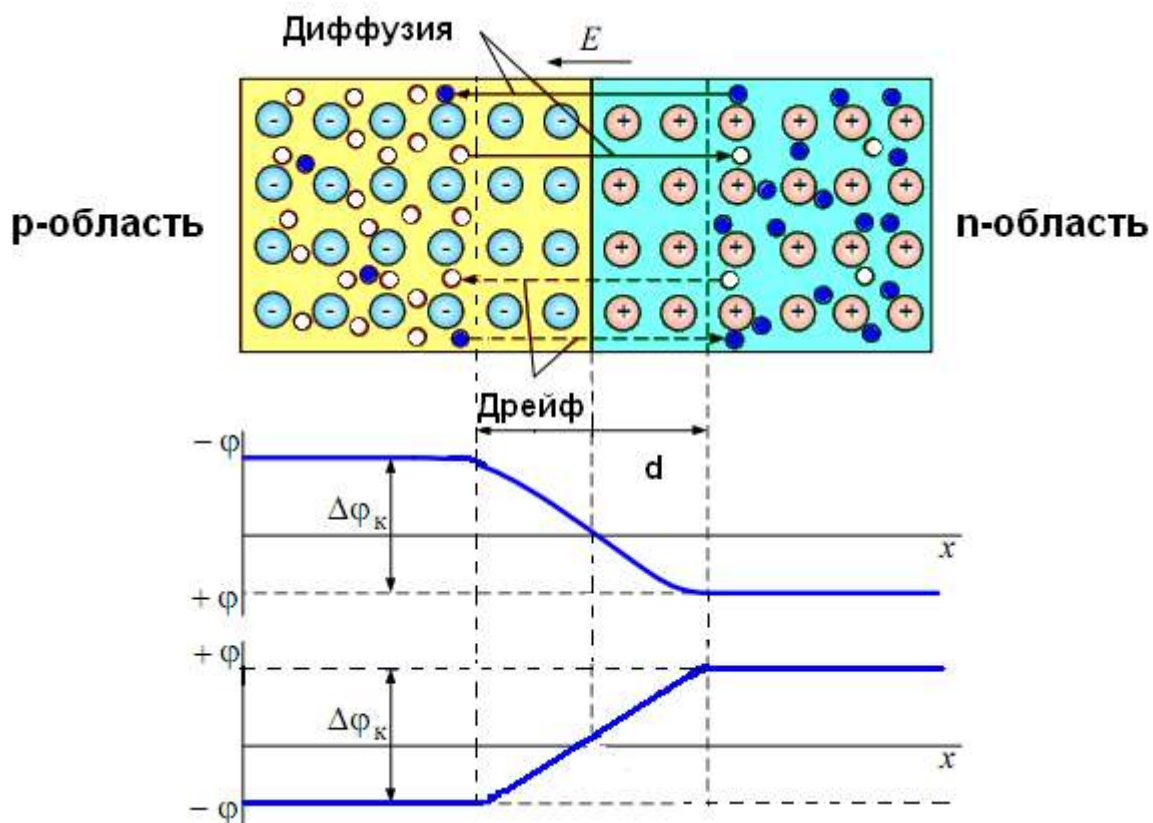 Диффузия
E
р-область
n-область
Дрейф
d
− φ
Δφк
x
+ φ
+ φ
Δφк
x
− φ